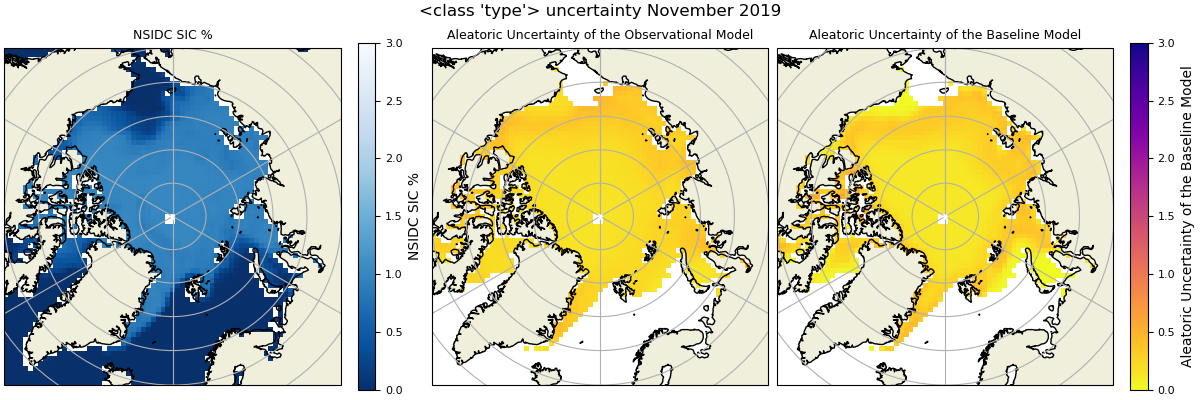 <class 'type'> uncertainty November 2019
NSIDC SIC %
Aleatoric Uncertainty of the Observational Model
Aleatoric Uncertainty of the Baseline Model
3.0
2.5
2.0
1.5
1.0
0.5
0.0
NSIDC SIC %
3.0
2.5
2.0
1.5
1.0
0.5
0.0
Aleatoric Uncertainty of the Baseline Model